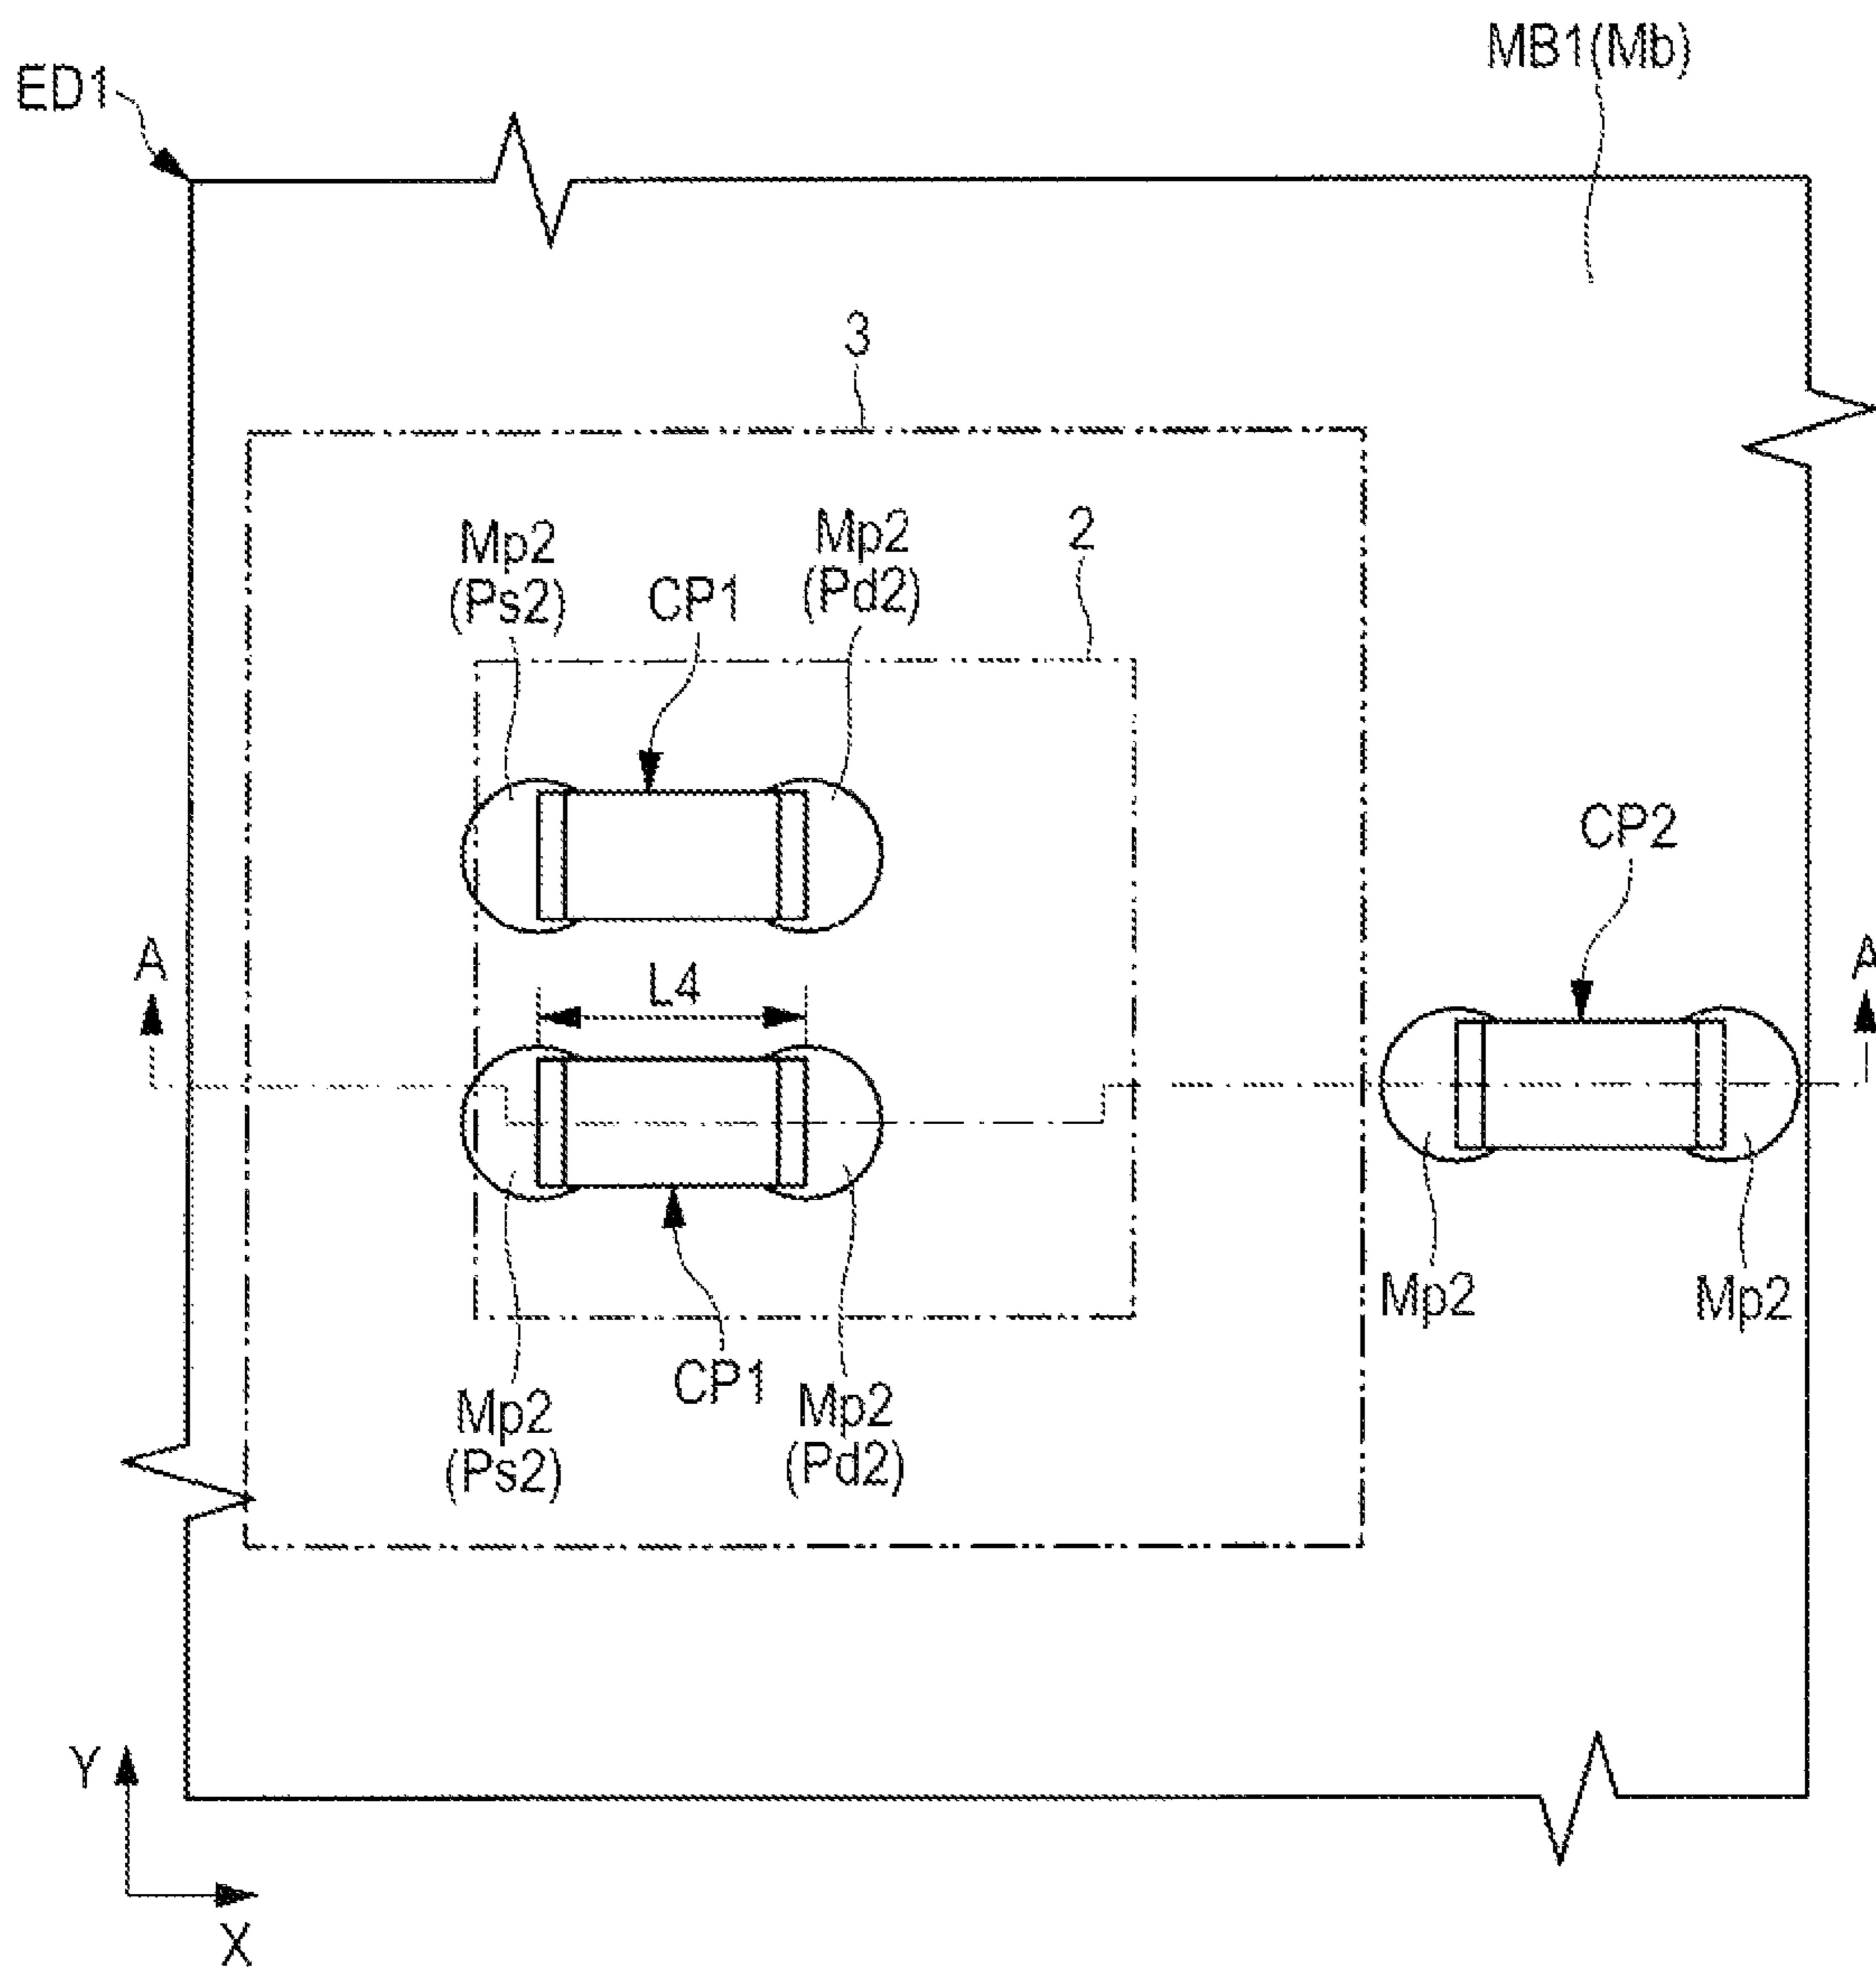 MB1(Mb)
ED1
3
Mp2
(Ps2)
CP1
Mp2
(Pd2)
2
CP2
A
L4
A
Mp2
Mp2
Mp2
(Ps2)
CP1
Mp2
(Pd2)
Y
X